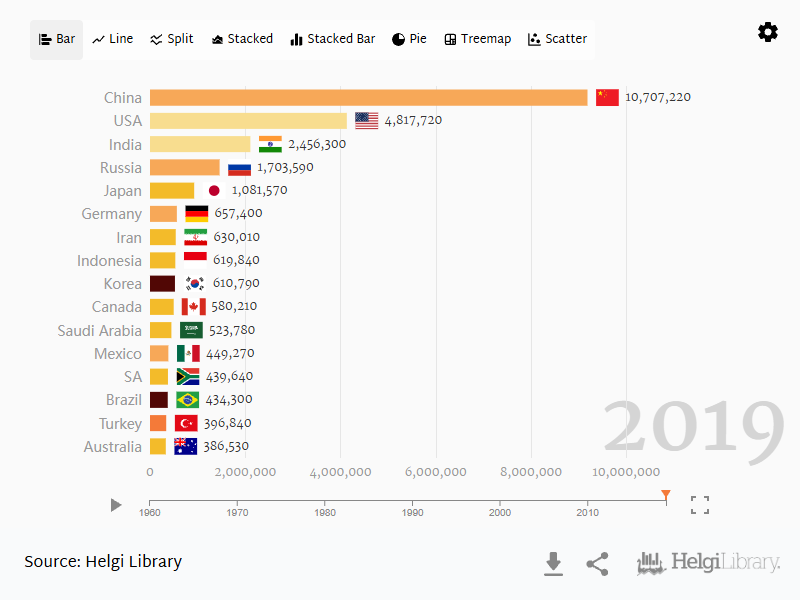 Bar Line Split Stacked Stacked Bar Pie Treemap Scatter
China 10,707,220
USA 4,817,720
India 2,456,300
Russia 1,703,590
Japan 1,081,570
Germany 657,400
Iran 630,010
Indonesia 619,840
Korea 610,790
Canada 580,210
Saudi Arabia 523,780
Mexico 449,270
SA 439,640
Brazil 434,300
Turkey 396,840
Australia 386,530
2019
0 2,000,000 4,000,000 6,000,000 8,000,000 10,000,000
1960 1970 1980 1990 2000 2010
Source: Helgi Library
HelgiLibrary.